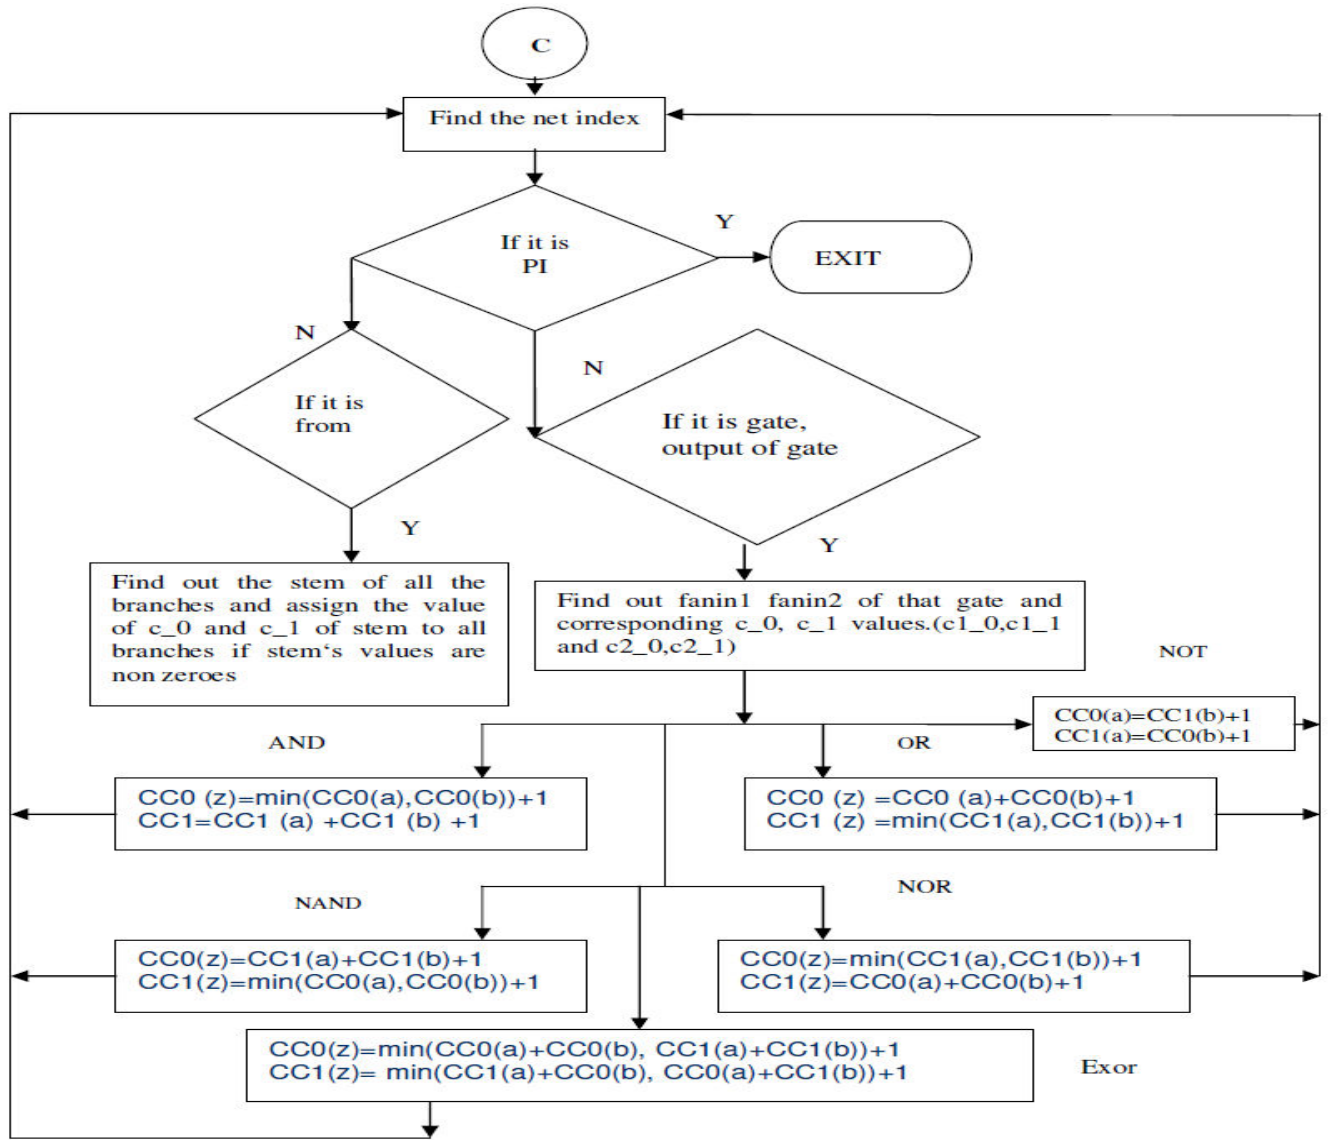 C
Find the net index
Y
If it is
PI
EXIT
N
N
If it is
from
If it is gate,
output of gate
Y
Y
Find out the stem of all the
branches and assign the value
of c_0 and c_1 of stem to all
branches if stem‘s values are
non zeroes
Find out fanin1 fanin2 of that gate and
corresponding c_0, c_1 values.(c1_0,c1_1
and c2_0,c2_1)
NOT
CC0(a)=CC1(b)+1
CC1(a)=CC0(b)+1
AND
OR
CC0 (z)=min(CC0(a),CC0(b))+1
CC1=CC1 (a) +CC1 (b) +1
CC0 (z) =CC0 (a)+CC0(b)+1
CC1 (z) =min(CC1(a),CC1(b))+1
NAND
NOR
CC0(z)=CC1(a)+CC1(b)+1
CC1(z)=min(CC0(a),CC0(b))+1
CC0(z)=min(CC1(a),CC1(b))+1
CC1(z)=CC0(a)+CC0(b)+1
CC0(z)=min(CC0(a)+CC0(b), CC1(a)+CC1(b))+1
CC1(z)= min(CC1(a)+CC0(b), CC0(a)+CC1(b))+1
Exor